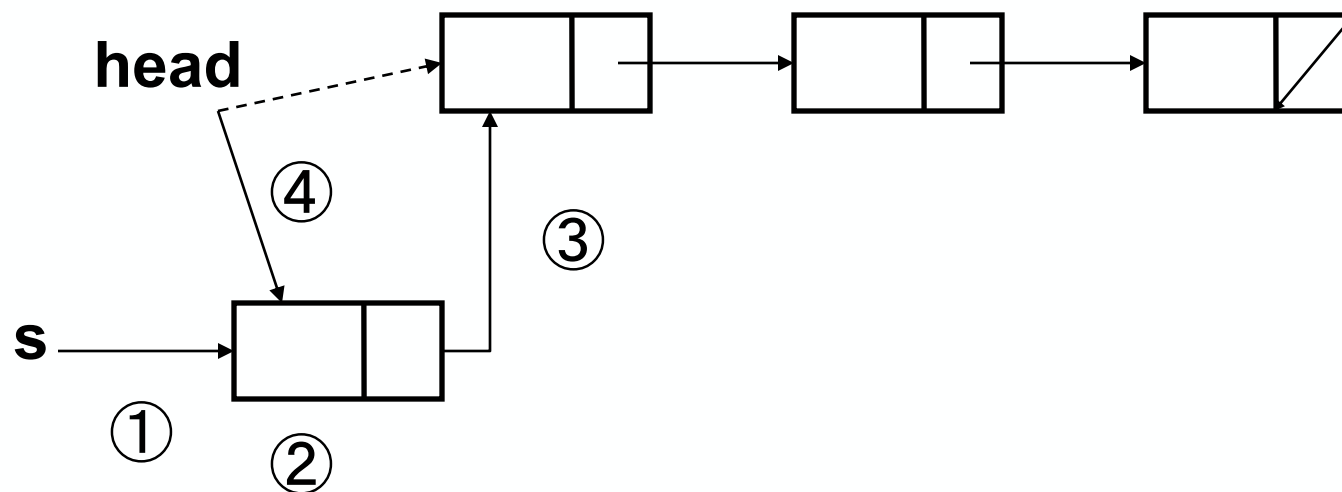 head
④
③
s
①
②